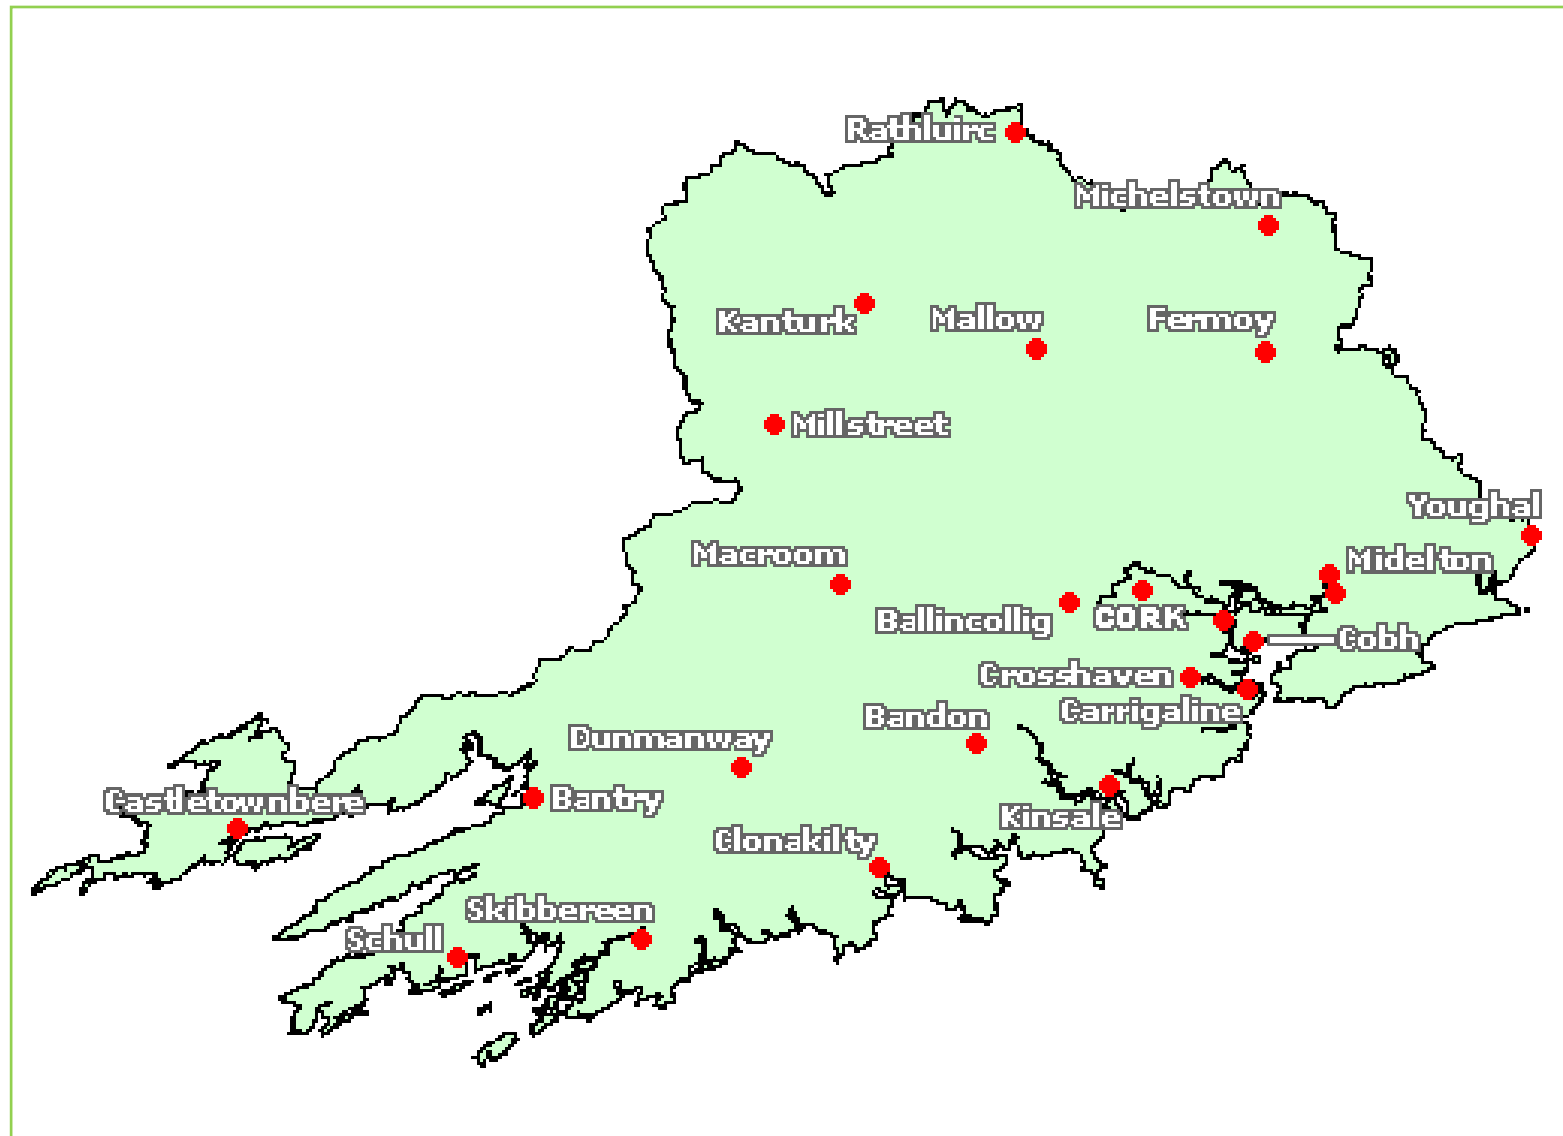 Rathluirc
Michelstown
Kanturk
Mallow
Fermoy
Millstreet
Youghal
Macroom
Midelton
Ballincollig
CORK
Cobh
Crosshaven
Carrigaline
Bandon
Dunmanway
Castletownbere
Bantry
Kinsale
Clonakilty
Skibbereen
Schull